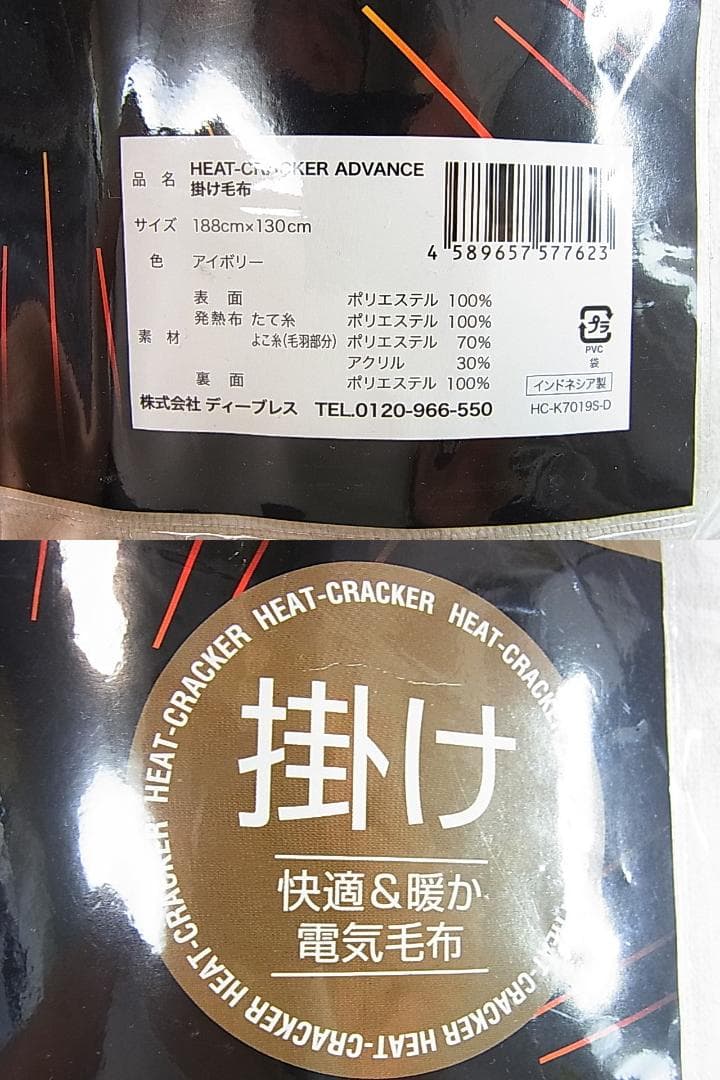 品名 HEAT-CRACKER ADVANCE
掛け毛布
サイズ 188cm×130cm
色 アイボリー
素材
表面 ポリエステル 100%
発熱布 たて糸 ポリエステル 100%
よこ糸(毛羽部分) ポリエステル 70%
アクリル 30%
裏面 ポリエステル 100%
株式会社 ディーブレス TEL.0120-966-550
4 589657 577623
プラ
PVC
袋
インドネシア製
HC-K7019S-D
HEAT-CRACKER HEAT-CRACKER HEAT-CRACKER HEAT-CRACKER HEAT-CRACKER HEAT-CRACKER HEAT-CRACKER HEAT-CRACKER
掛け
快適&暖か
電気毛布